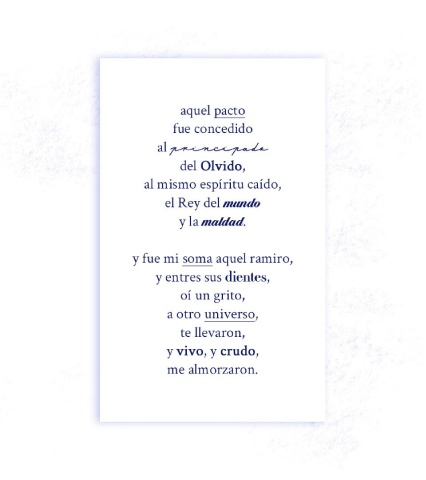 aquel pacto
fue concedido
al principado
del Olvido,
al mismo espíritu caído,
el Rey del mundo
y la maldad.
y fue mi soma aquel ramiro,
y entres sus dientes,
oí un grito,
a otro universo,
te llevaron,
y vivo, y crudo,
me almorzaron.